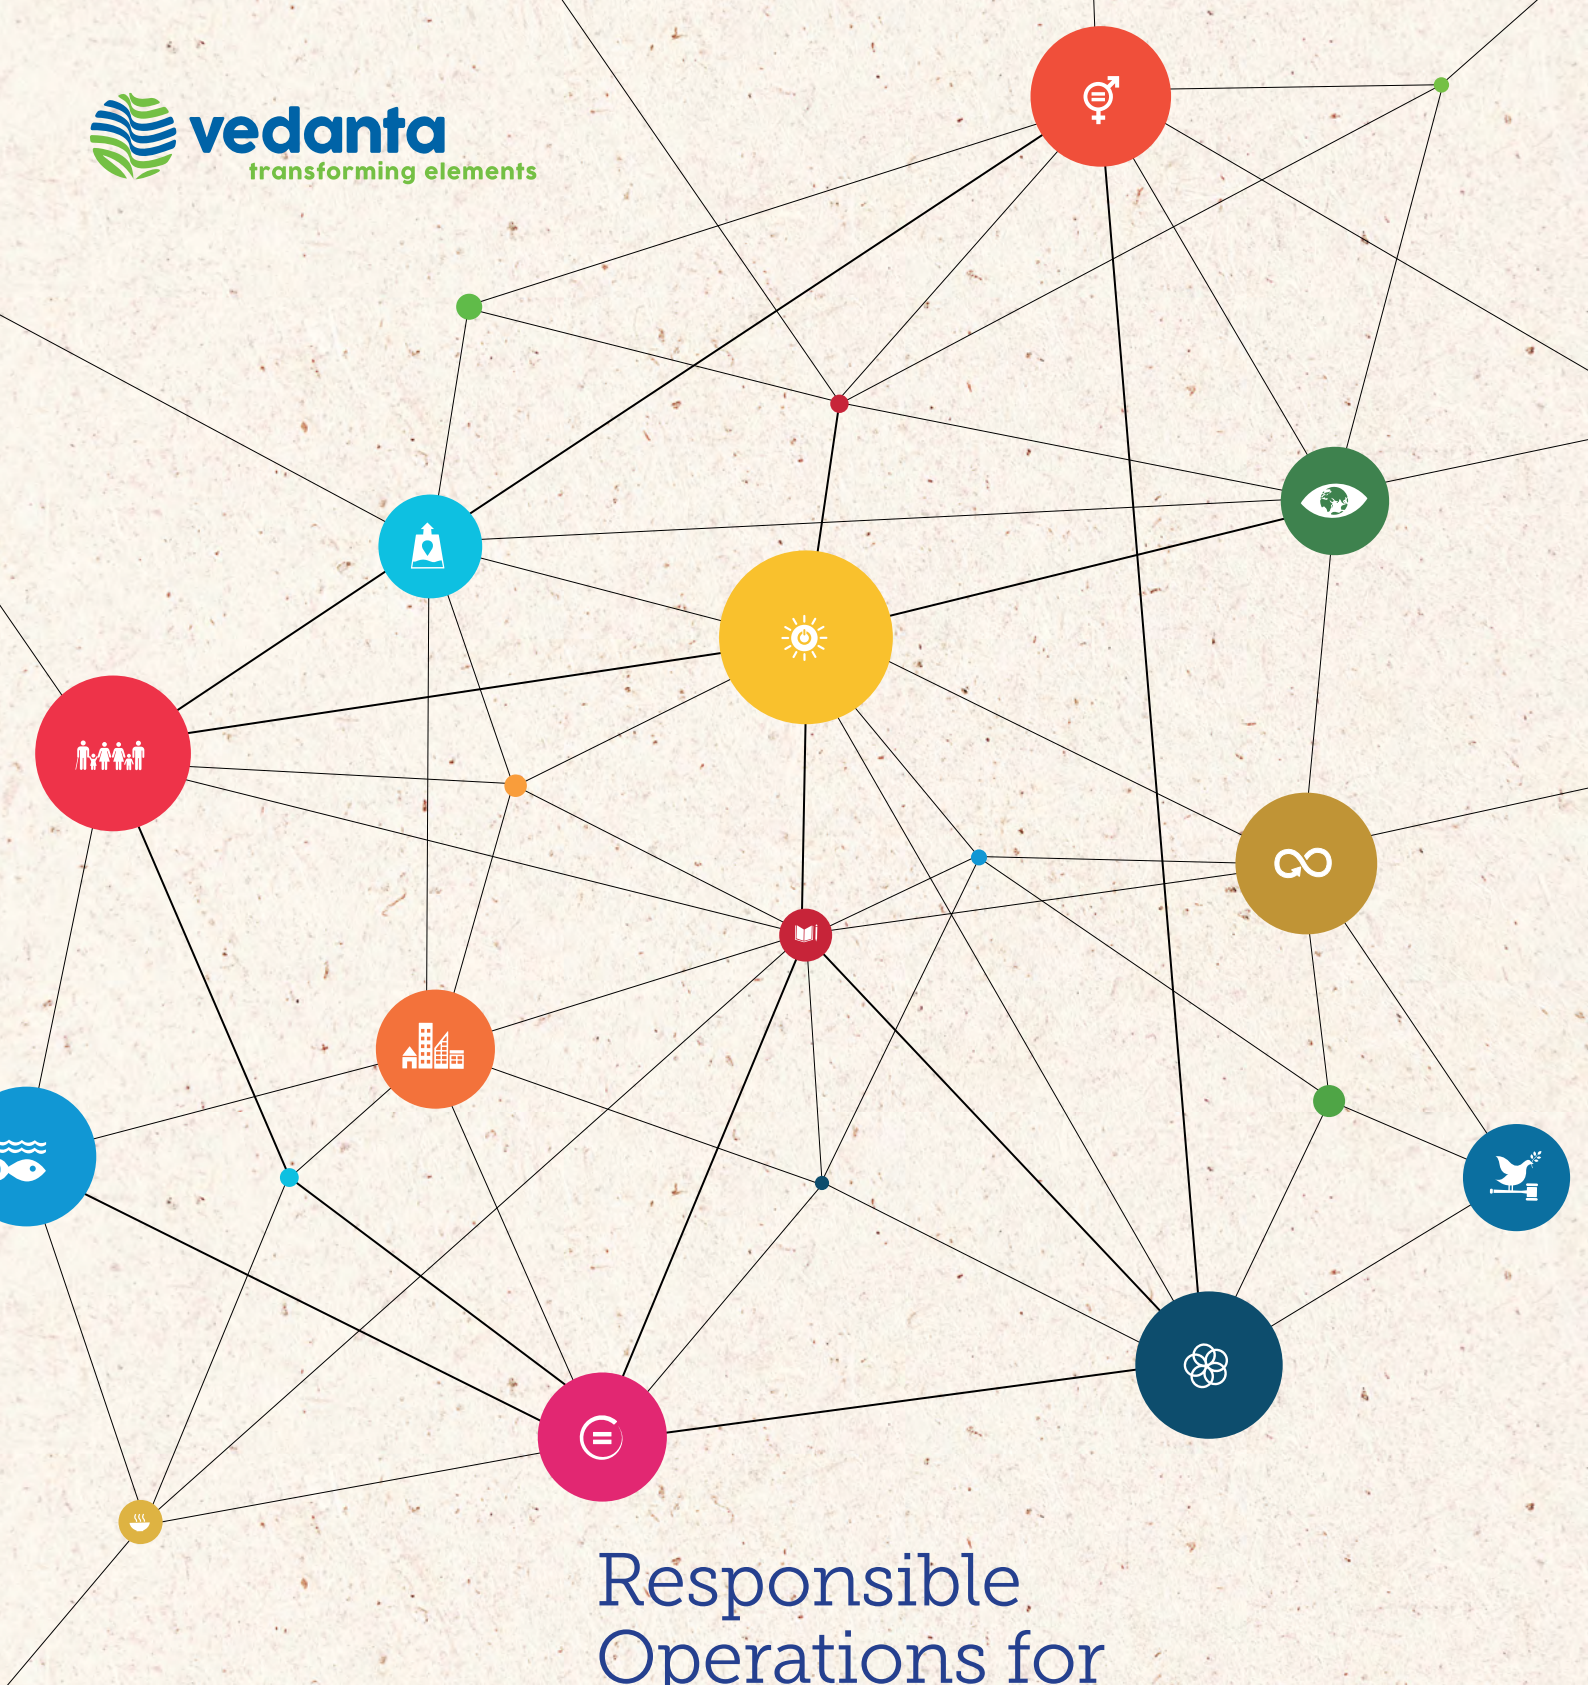 vedanta
transforming elements
Responsible
Operations for